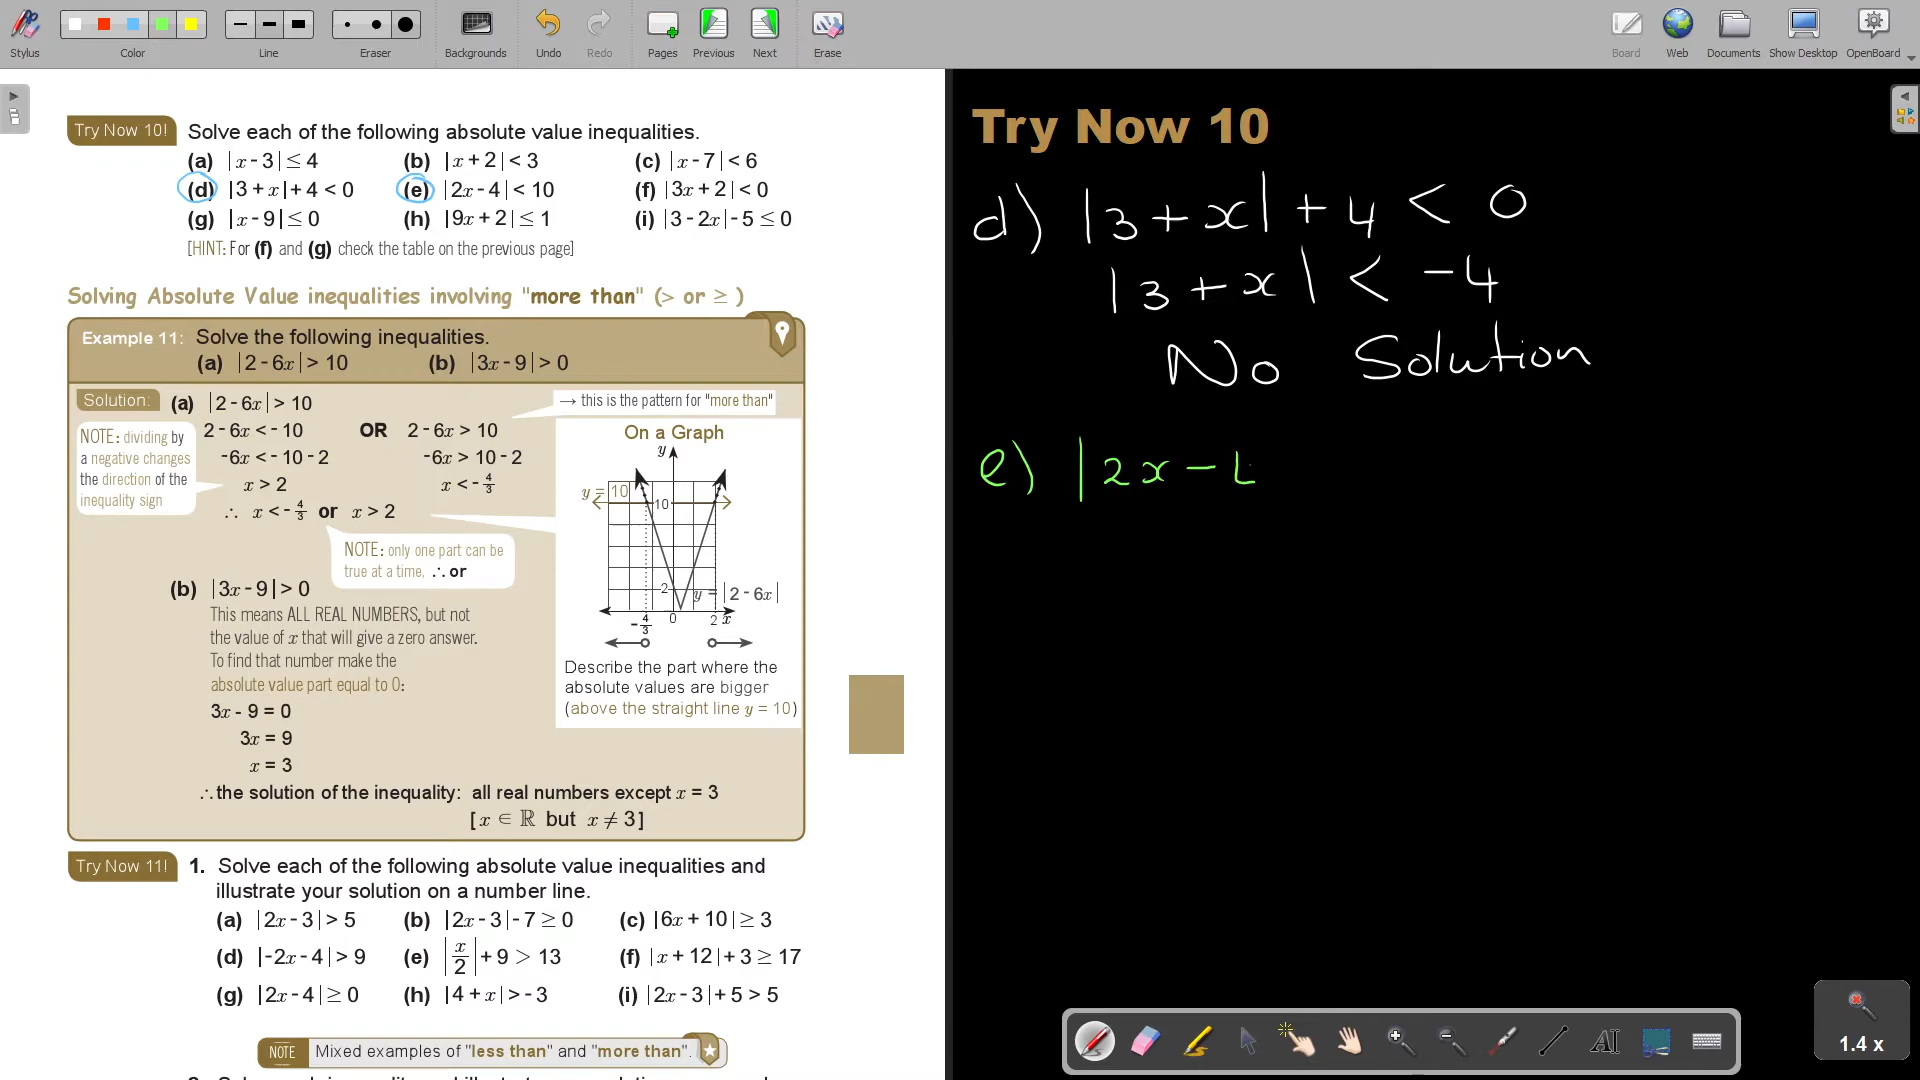 Stylus Color Line Eraser Backgrounds Undo Redo Pages Previous Next Erase Board Web Documents Show Desktop OpenBoard
Try Now 10! Solve each of the following absolute value inequalities.
(a) |x - 3| ≤ 4 (b) |x + 2| < 3 (c) |x - 7| < 6
(d) |3 + x| + 4 < 0 (e) |2x - 4| < 10 (f) |3x + 2| < 0
(g) |x - 9| ≤ 0 (h) |9x + 2| ≤ 1 (i) |3 - 2x| - 5 ≤ 0
[HINT: For (f) and (g) check the table on the previous page]
Solving Absolute Value inequalities involving "more than" (> or ≥ )
Example 11: Solve the following inequalities.
(a) |2 - 6x| > 10 (b) |3x - 9| > 0
Solution: (a) |2 - 6x| > 10
→ this is the pattern for "more than"
2 - 6x < - 10 OR 2 - 6x > 10
-6x < - 10 - 2 -6x > 10 - 2
x > 2 x < - 4/3
∴ x < - 4/3 or x > 2
NOTE: dividing by
a negative changes
the direction of the
inequality sign
NOTE: only one part can be
true at a time, ∴ or
On a Graph
y
y = 10
10
2
y = |2 - 6x|
- 4/3 0 2 x
Describe the part where the
absolute values are bigger
(above the straight line y = 10)
(b) |3x - 9| > 0
This means ALL REAL NUMBERS, but not
the value of x that will give a zero answer.
To find that number make the
absolute value part equal to 0:
3x - 9 = 0
3x = 9
x = 3
∴ the solution of the inequality: all real numbers except x = 3
[ x ∈ ℝ but x ≠ 3 ]
Try Now 11! 1. Solve each of the following absolute value inequalities and
illustrate your solution on a number line.
(a) |2x - 3| > 5 (b) |2x - 3| - 7 ≥ 0 (c) |6x + 10| ≥ 3
(d) |-2x - 4| > 9 (e) |x/2| + 9 > 13 (f) |x + 12| + 3 ≥ 17
(g) |2x - 4| ≥ 0 (h) |4 + x| > - 3 (i) |2x - 3| + 5 > 5
NOTE Mixed examples of "less than" and "more than".
Try Now 10
d) |3 + x| + 4 < 0
|3 + x| < -4
No Solution
e) |2x - L
1.4 x